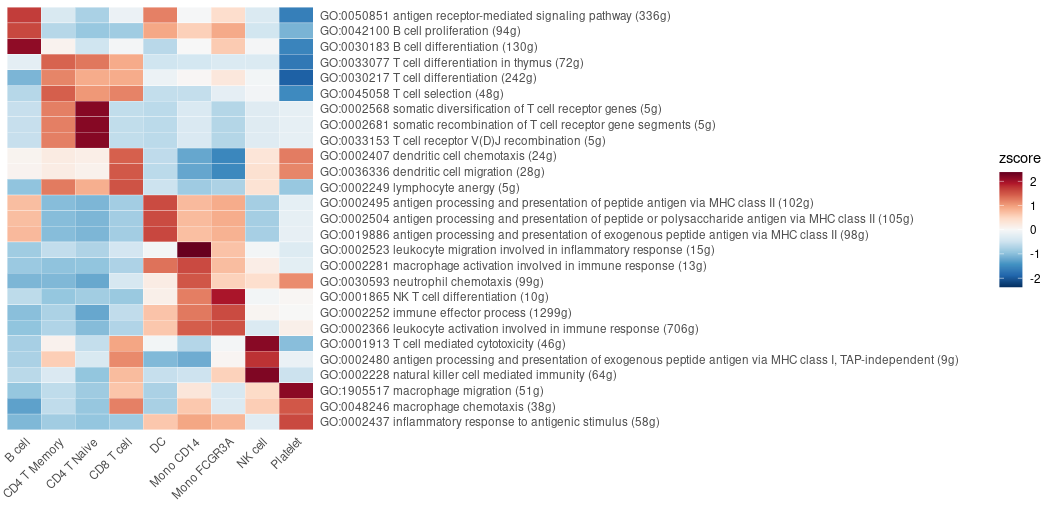 GO:0050851 antigen receptor-mediated signaling pathway (336g)
GO:0042100 B cell proliferation (94g)
GO:0030183 B cell differentiation (130g)
GO:0033077 T cell differentiation in thymus (72g)
GO:0030217 T cell differentiation (242g)
GO:0045058 T cell selection (48g)
GO:0002568 somatic diversification of T cell receptor genes (5g)
GO:0002681 somatic recombination of T cell receptor gene segments (5g)
GO:0033153 T cell receptor V(D)J recombination (5g)
GO:0002407 dendritic cell chemotaxis (24g)
GO:0036336 dendritic cell migration (28g)
GO:0002249 lymphocyte anergy (5g)
GO:0002495 antigen processing and presentation of peptide antigen via MHC class II (102g)
GO:0002504 antigen processing and presentation of peptide or polysaccharide antigen via MHC class II (105g)
GO:0019886 antigen processing and presentation of exogenous peptide antigen via MHC class II (98g)
GO:0002523 leukocyte migration involved in inflammatory response (15g)
GO:0002281 macrophage activation involved in immune response (13g)
GO:0030593 neutrophil chemotaxis (99g)
GO:0001865 NK T cell differentiation (10g)
GO:0002252 immune effector process (1299g)
GO:0002366 leukocyte activation involved in immune response (706g)
GO:0001913 T cell mediated cytotoxicity (46g)
GO:0002480 antigen processing and presentation of exogenous peptide antigen via MHC class I, TAP-independent (9g)
GO:0002228 natural killer cell mediated immunity (64g)
GO:1905517 macrophage migration (51g)
GO:0048246 macrophage chemotaxis (38g)
GO:0002437 inflammatory response to antigenic stimulus (58g)
B cell
CD4 T Memory
CD4 T Naive
CD8 T cell
DC
Mono CD14
Mono FCGR3A
NK cell
Platelet
zscore
2
1
0
-1
-2